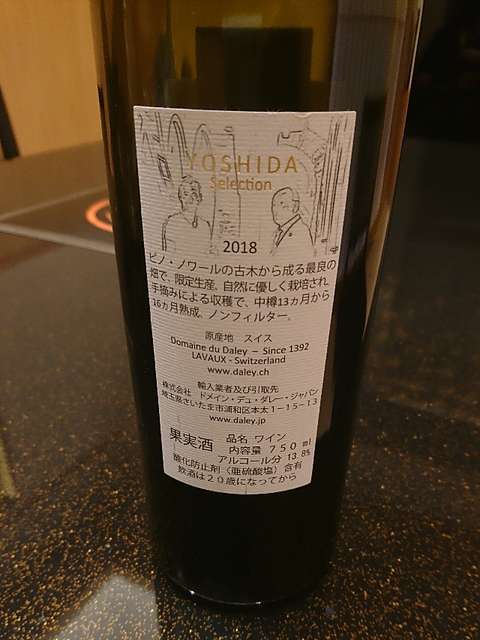 YOSHIDA
Selection
2018
ピノ・ノワールの古木から成る最良の
畑で、限定生産、自然に優しく栽培され
手摘みによる収穫で、中樽13ヵ月から
16ヵ月熟成。ノンフィルター。
原産地 スイス
Domaine du Daley – Since 1392
LAVAUX - Switzerland
www.daley.ch
輸入業者及び引取先
株式会社 ドメイン・デュ・ダレー・ジャパン
埼玉県さいたま市浦和区本太1-15-13
www.daley.jp
果実酒 品名 ワイン
内容量 750 ml
アルコール分 13.8%
酸化防止剤（亜硫酸塩）含有
飲酒は20歳になってから